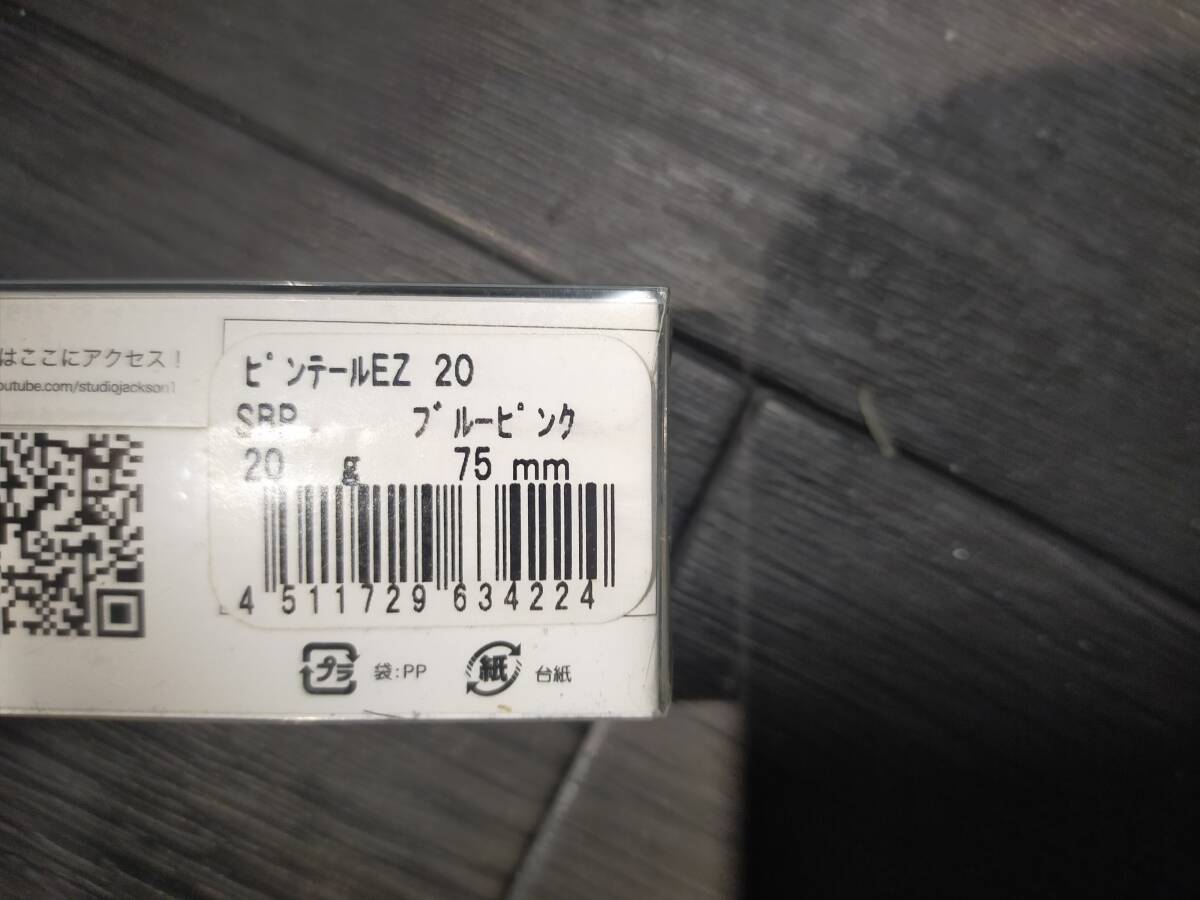 はここにアクセス!
outube.com/studiojackson1
ﾋﾟﾝﾃｰﾙEZ 20
SBP ﾌﾞﾙｰﾋﾟﾝｸ
20 g 75 mm
4 511729 634224
プラ 袋:PP 紙 台紙